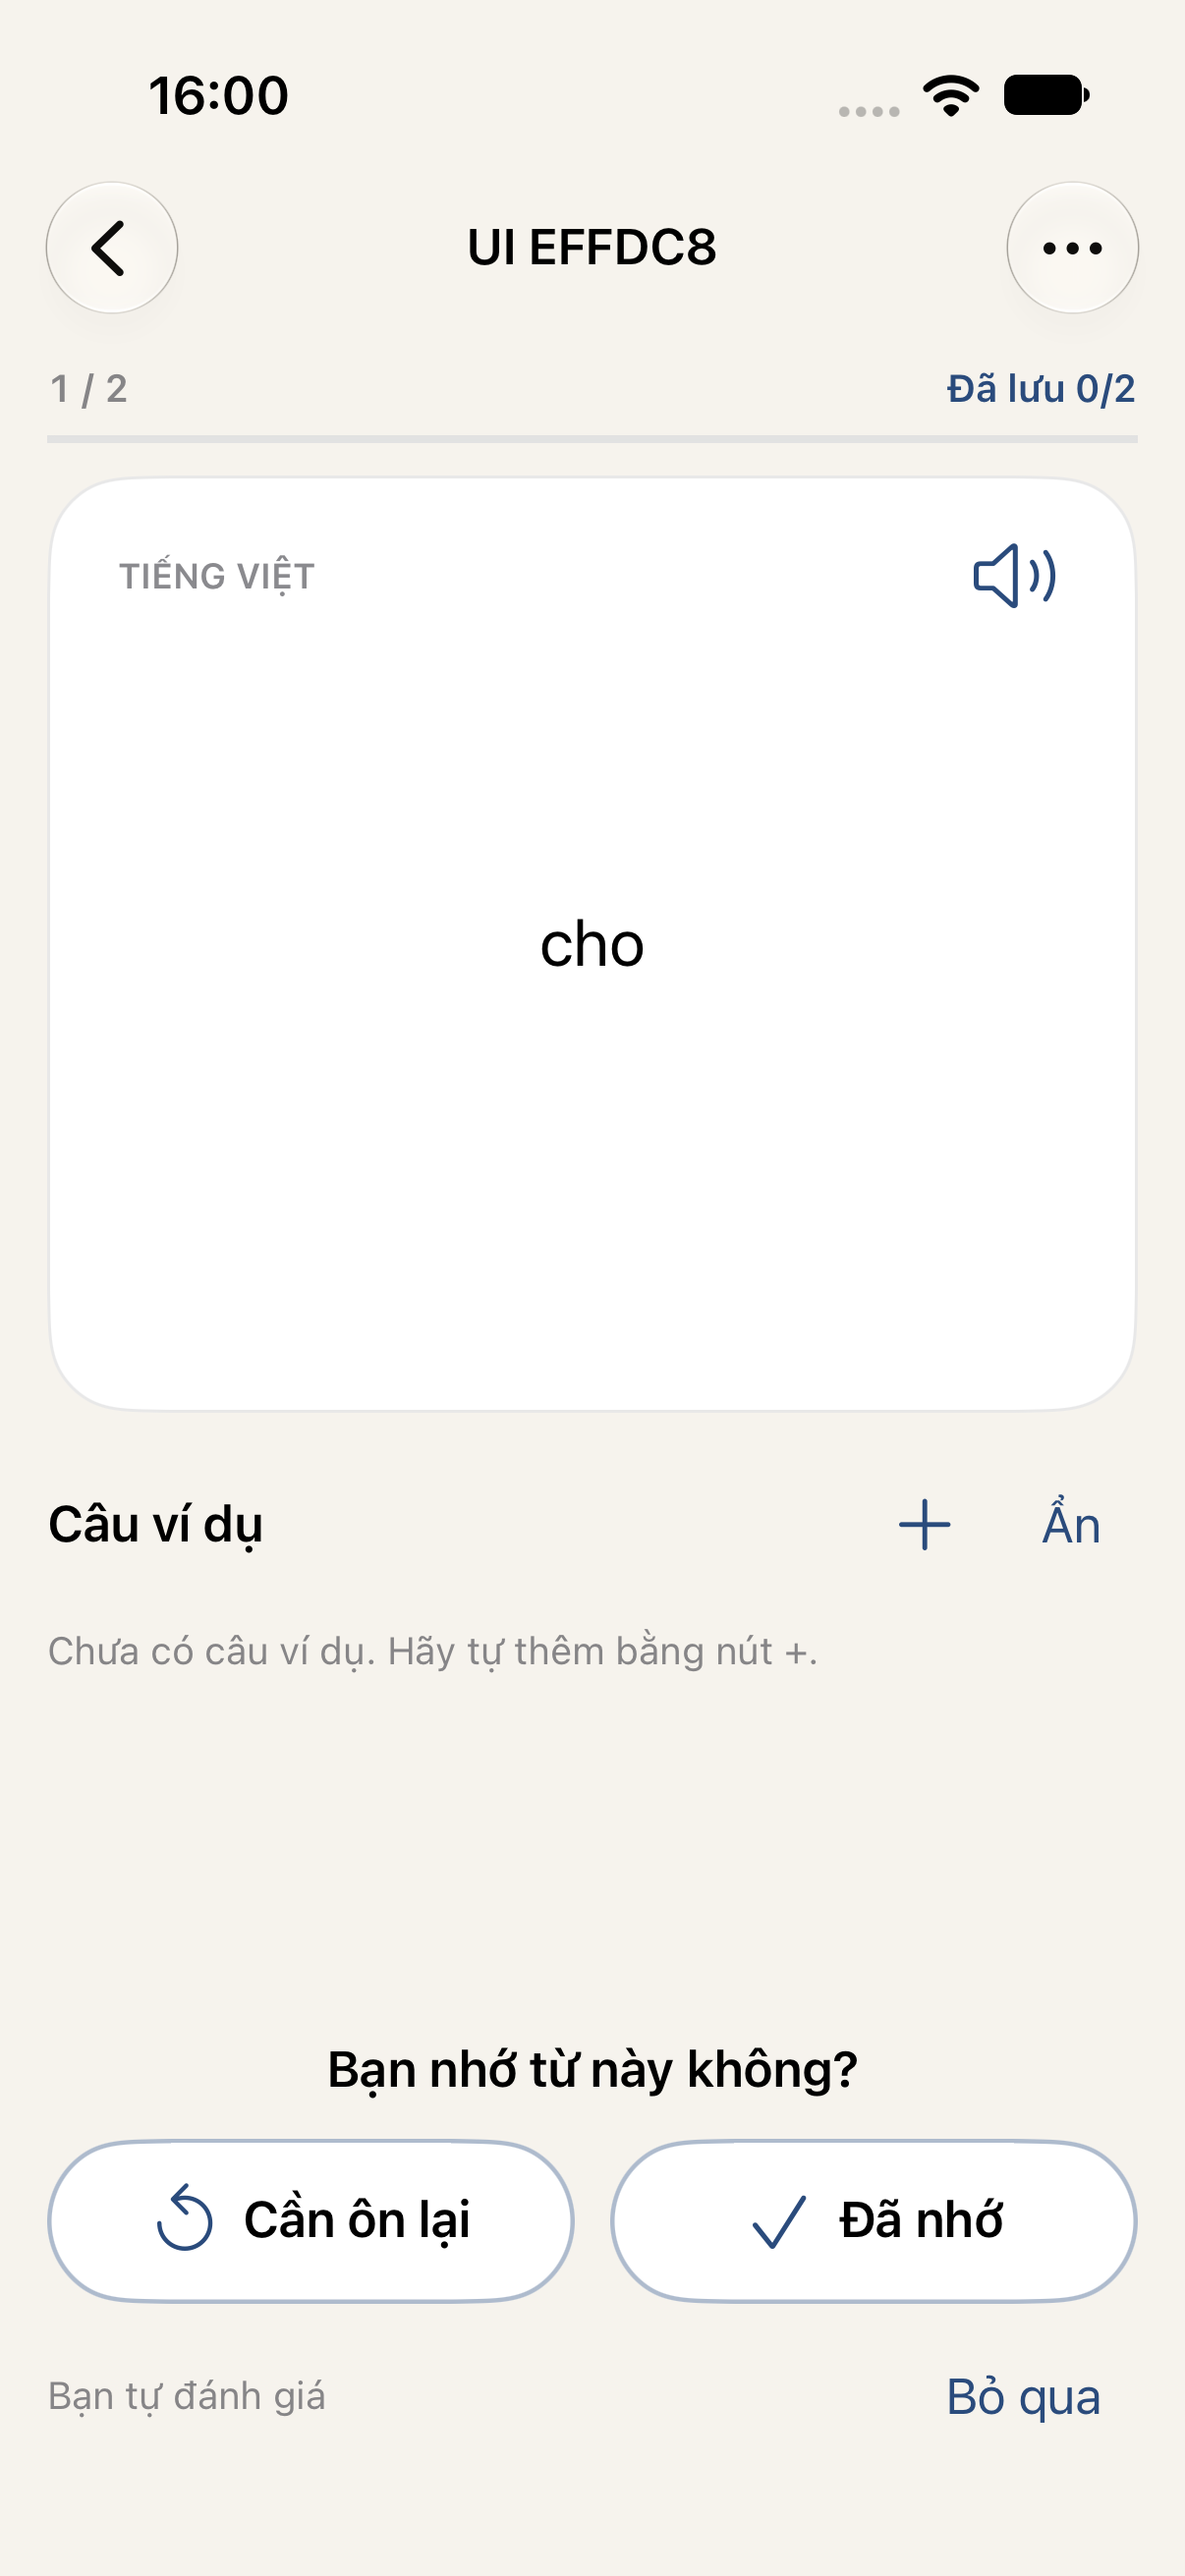 16:00
UI EFFDC8
1 / 2
Đã lưu 0/2
TIẾNG VIỆT
cho
Câu ví dụ
Ẩn
Chưa có câu ví dụ. Hãy tự thêm bằng nút +.
Bạn nhớ từ này không?
Cần ôn lại
Đã nhớ
Bạn tự đánh giá
Bỏ qua